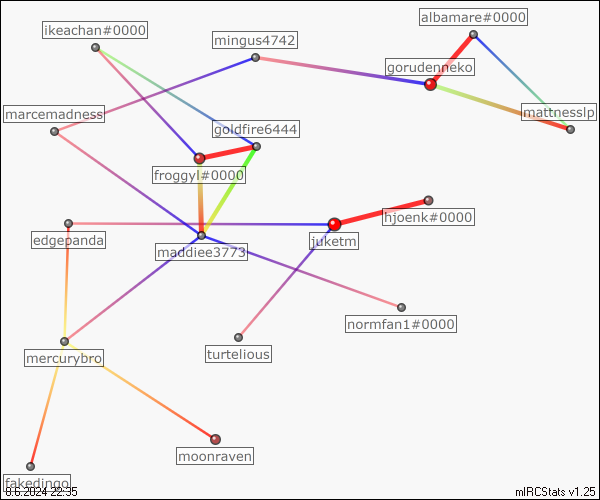 albamare#0000
ikeachan#0000
mingus4742
gorudenneko
marcemadness
mattnesslp
goldfire6444
froggyl#0000
hjoenk#0000
edgepanda
juketm
maddiee3773
normfan1#0000
turtelious
mercurybro
moonraven
fakedingo
8.6.2024 22:35
mIRCStats v1.25